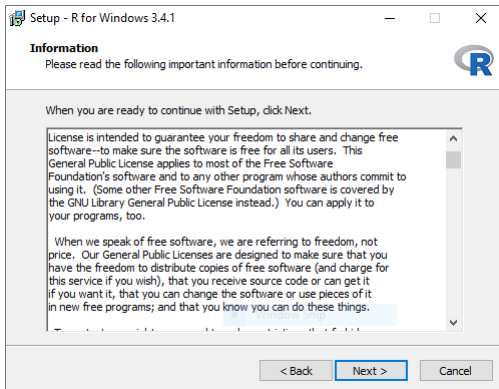 Setup - R for Windows 3.4.1
Information
Please read the following important information before continuing.
R
When you are ready to continue with Setup, click Next.
License is intended to guarantee your freedom to share and change free
software--to make sure the software is free for all its users. This
General Public License applies to most of the Free Software
Foundation's software and to any other program whose authors commit to
using it. (Some other Free Software Foundation software is covered by
the GNU Library General Public License instead.) You can apply it to
your programs, too.
When we speak of free software, we are referring to freedom, not
price. Our General Public Licenses are designed to make sure that you
have the freedom to distribute copies of free software (and charge for
this service if you wish), that you receive source code or can get it
if you want it, that you can change the software or use pieces of it
in new free programs; and that you know you can do these things.
Window Snip
< Back
Next >
Cancel